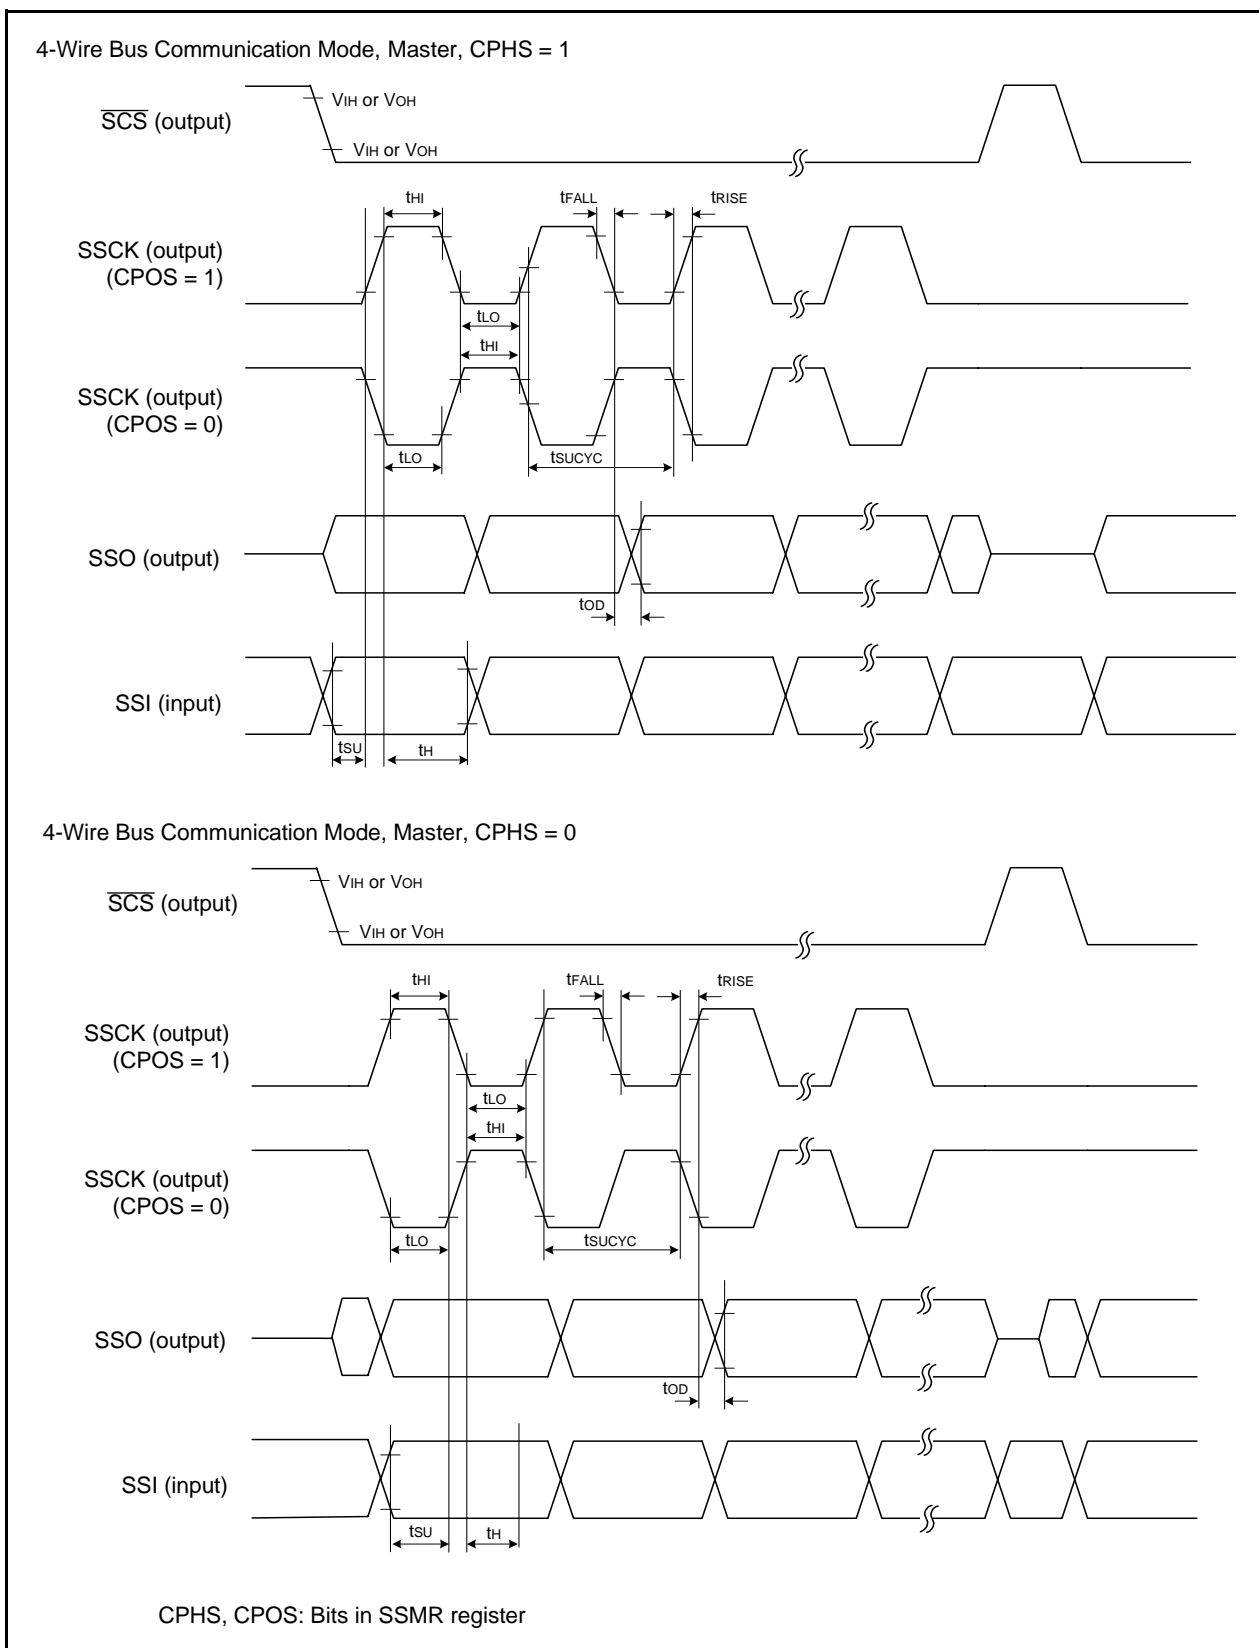 4-Wire Bus Communication Mode, Master, CPHS = 1
SCS (output)
VIH or VOH
VIH or VOH
tHI
tFALL
tRISE
SSCK (output)
(CPOS = 1)
tLO
tHI
SSCK (output)
(CPOS = 0)
tLO
tSUCYC
SSO (output)
tOD
SSI (input)
tSU
tH
4-Wire Bus Communication Mode, Master, CPHS = 0
SCS (output)
VIH or VOH
VIH or VOH
tHI
tFALL
tRISE
SSCK (output)
(CPOS = 1)
tLO
tHI
SSCK (output)
(CPOS = 0)
tLO
tSUCYC
SSO (output)
tOD
SSI (input)
tSU
tH
CPHS, CPOS: Bits in SSMR register